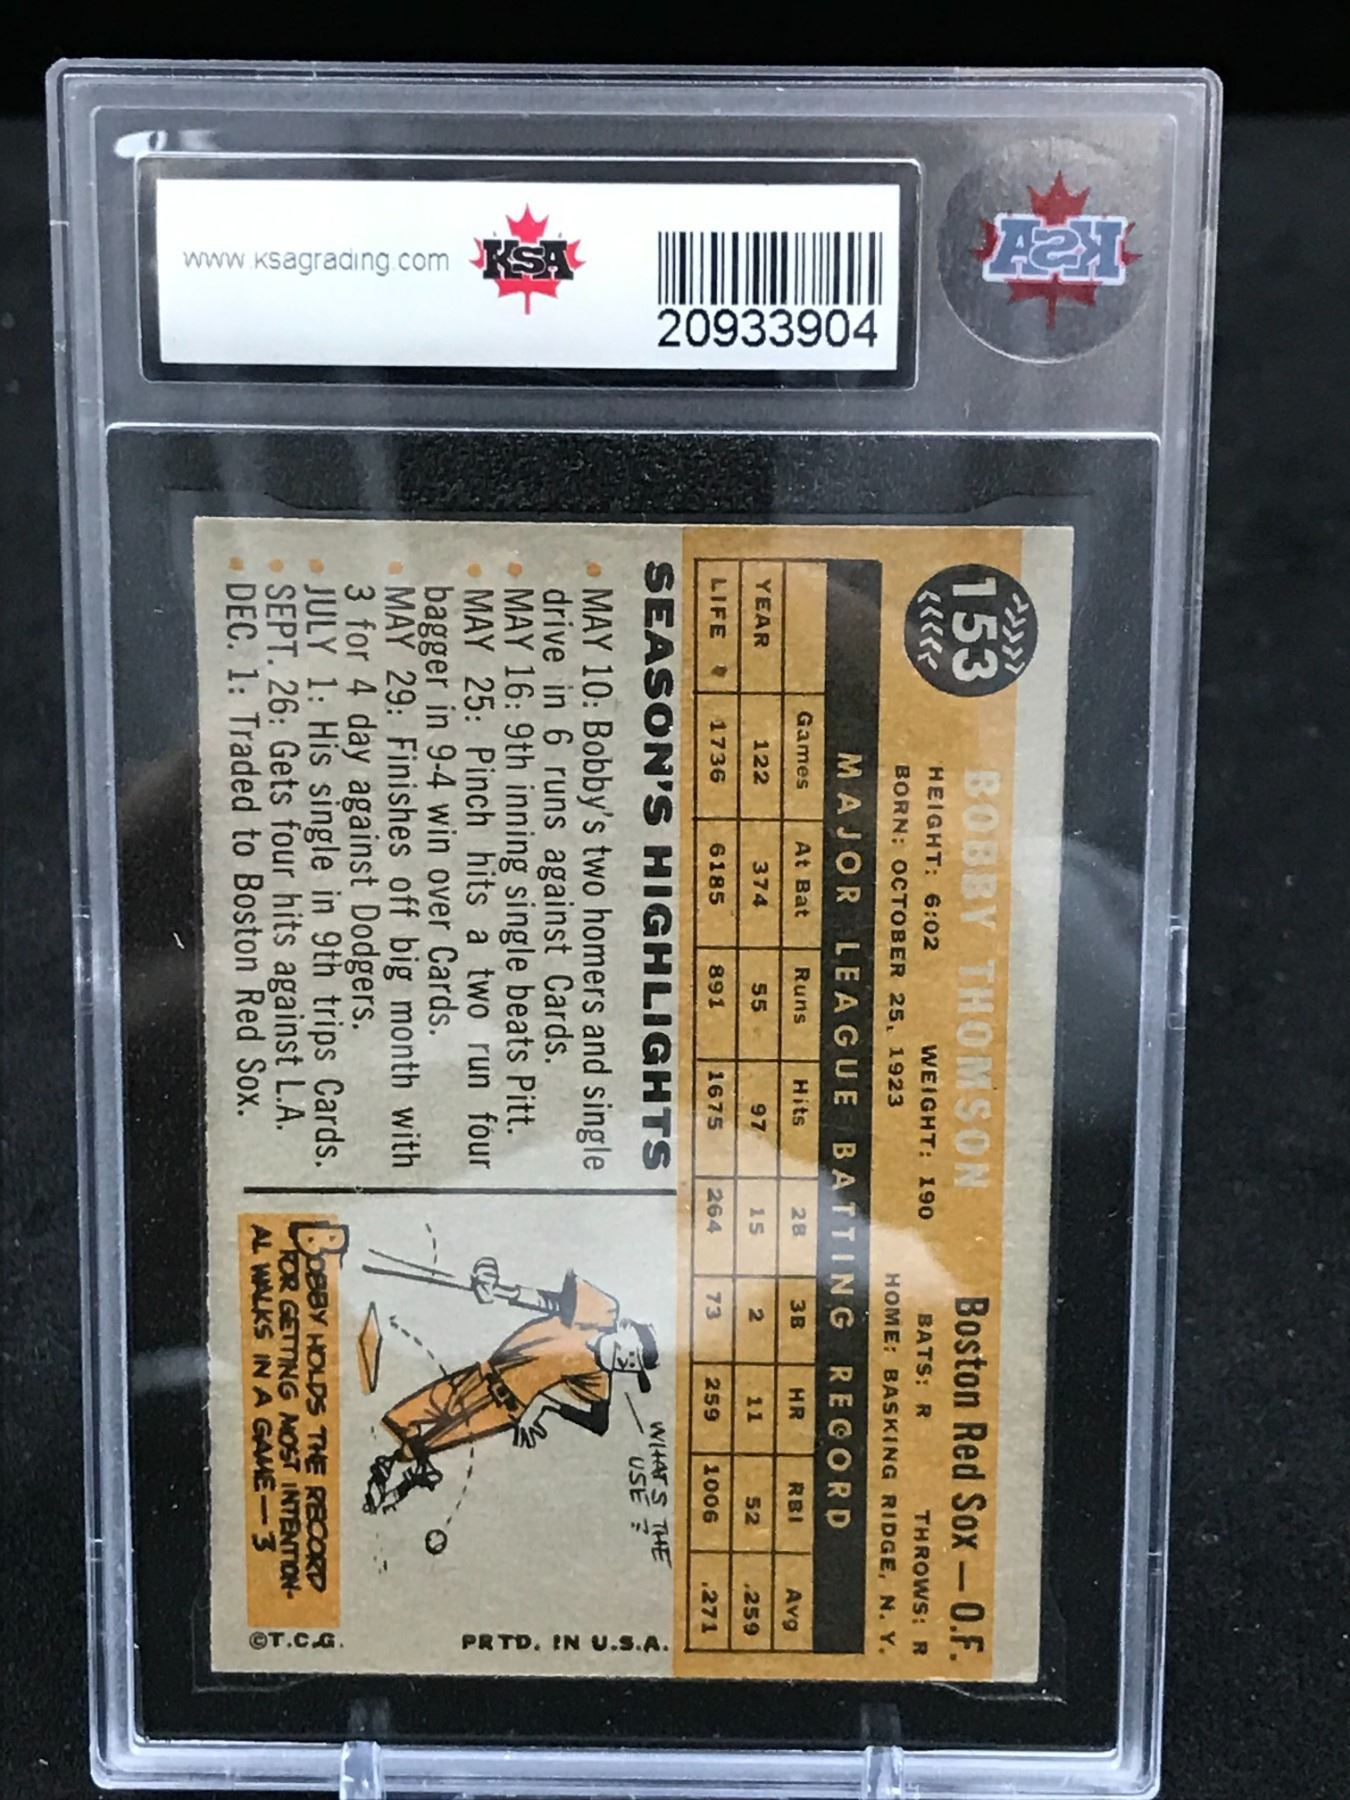 www.ksagrading.com
KSA
20933904
KSA
153
BOBBY THOMSON
Boston Red Sox — O.F.
HEIGHT: 6:02 WEIGHT: 190 BATS: R THROWS: R
BORN: OCTOBER 25, 1923 HOME: BASKING RIDGE, N. Y.
MAJOR LEAGUE BATTING RECORD
Games At Bat Runs Hits 2B 3B HR RBI Avg
YEAR 122 374 55 97 15 2 11 52 .259
LIFE 1736 6185 891 1675 264 73 259 1006 .271
SEASON'S HIGHLIGHTS
• MAY 10: Bobby's two homers and single
drive in 6 runs against Cards.
• MAY 16: 9th inning single beats Pitt.
• MAY 25: Pinch hits a two run four
bagger in 9-4 win over Cards.
• MAY 29: Finishes off big month with
3 for 4 day against Dodgers.
• JULY 1: His single in 9th trips Cards.
• SEPT. 26: Gets four hits against L.A.
• DEC. 1: Traded to Boston Red Sox.
WHAT'S THE
USE?
BOBBY HOLDS THE RECORD
FOR GETTING MOST INTENTION-
AL WALKS IN A GAME—3
©T.C.G.
PRTD. IN U.S.A.